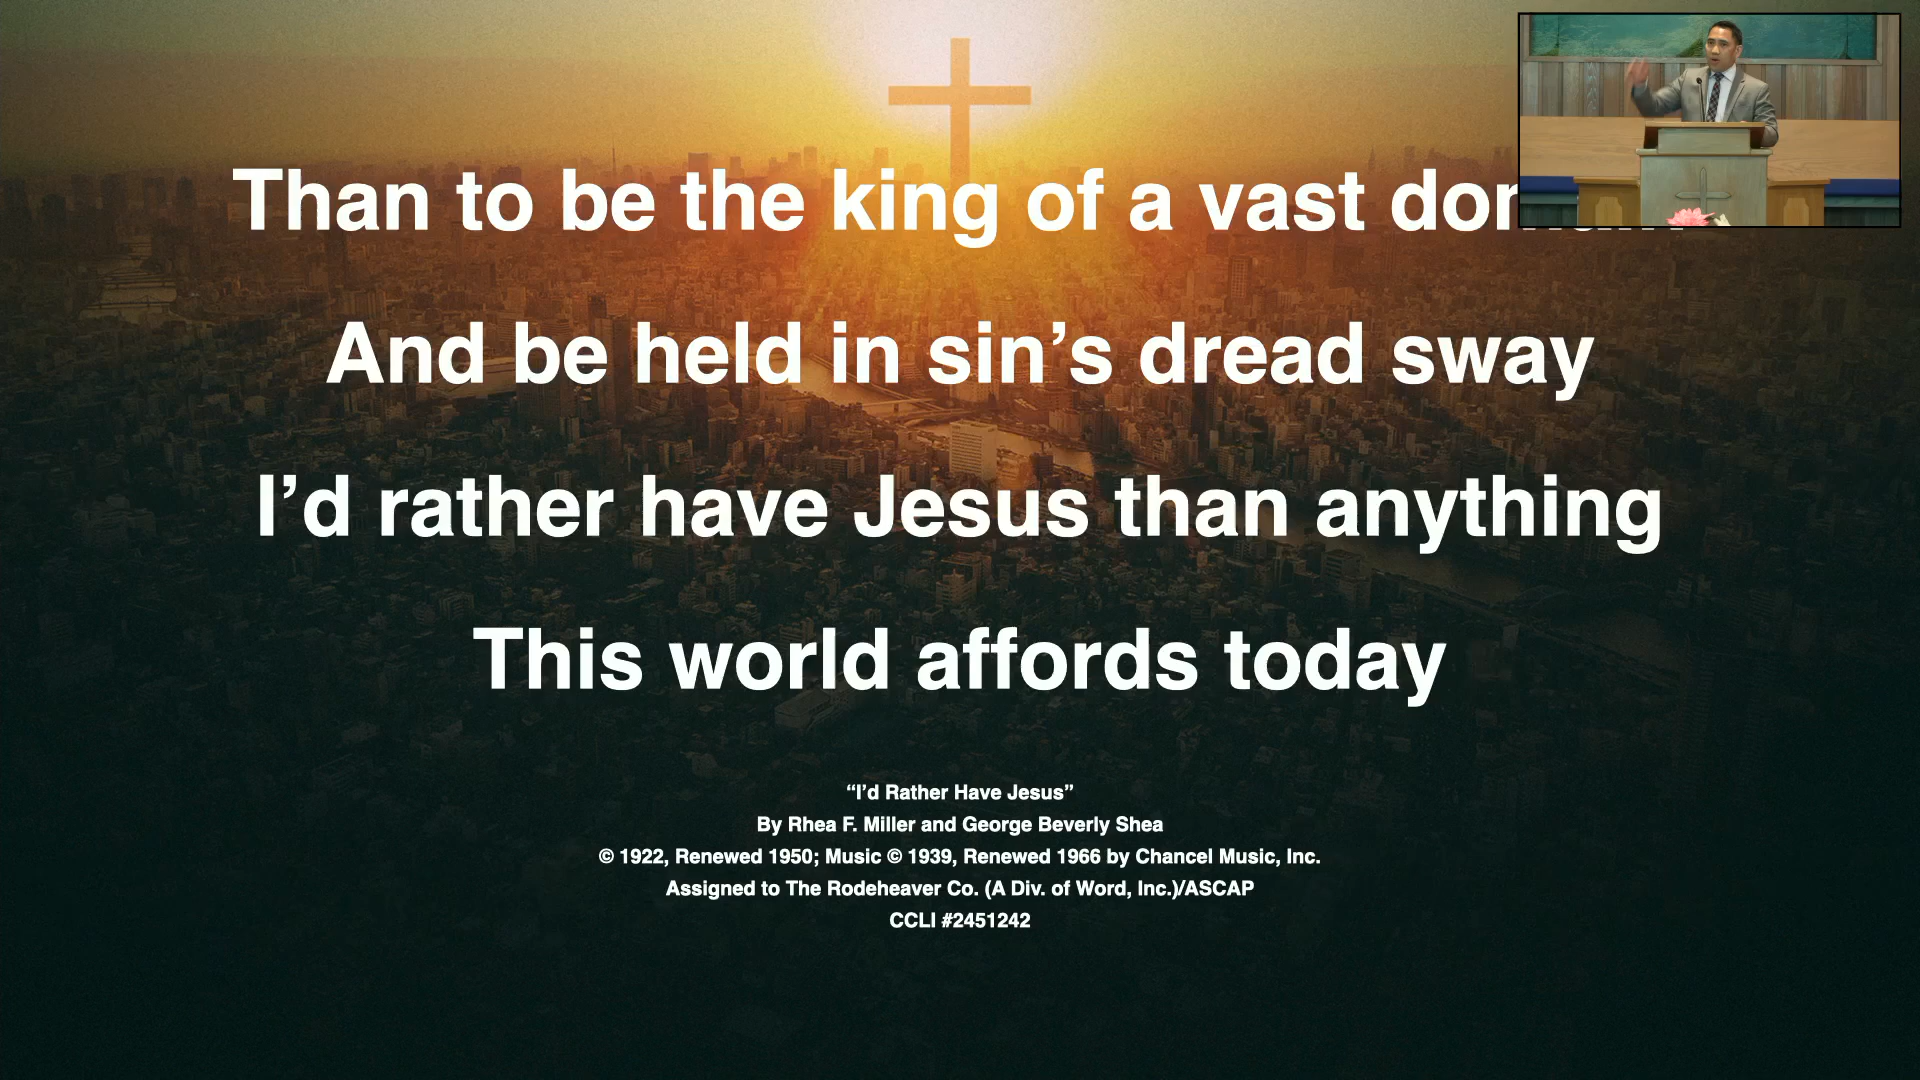 Than to be the king of a vast
And be held in sin’s dread sway
I’d rather have Jesus than anything
This world affords today
“I’d Rather Have Jesus”
By Rhea F. Miller and George Beverly Shea
© 1922, Renewed 1950; Music © 1939, Renewed 1966 by Chancel Music, Inc.
Assigned to The Rodeheaver Co. (A Div. of Word, Inc.)/ASCAP
CCLI #2451242